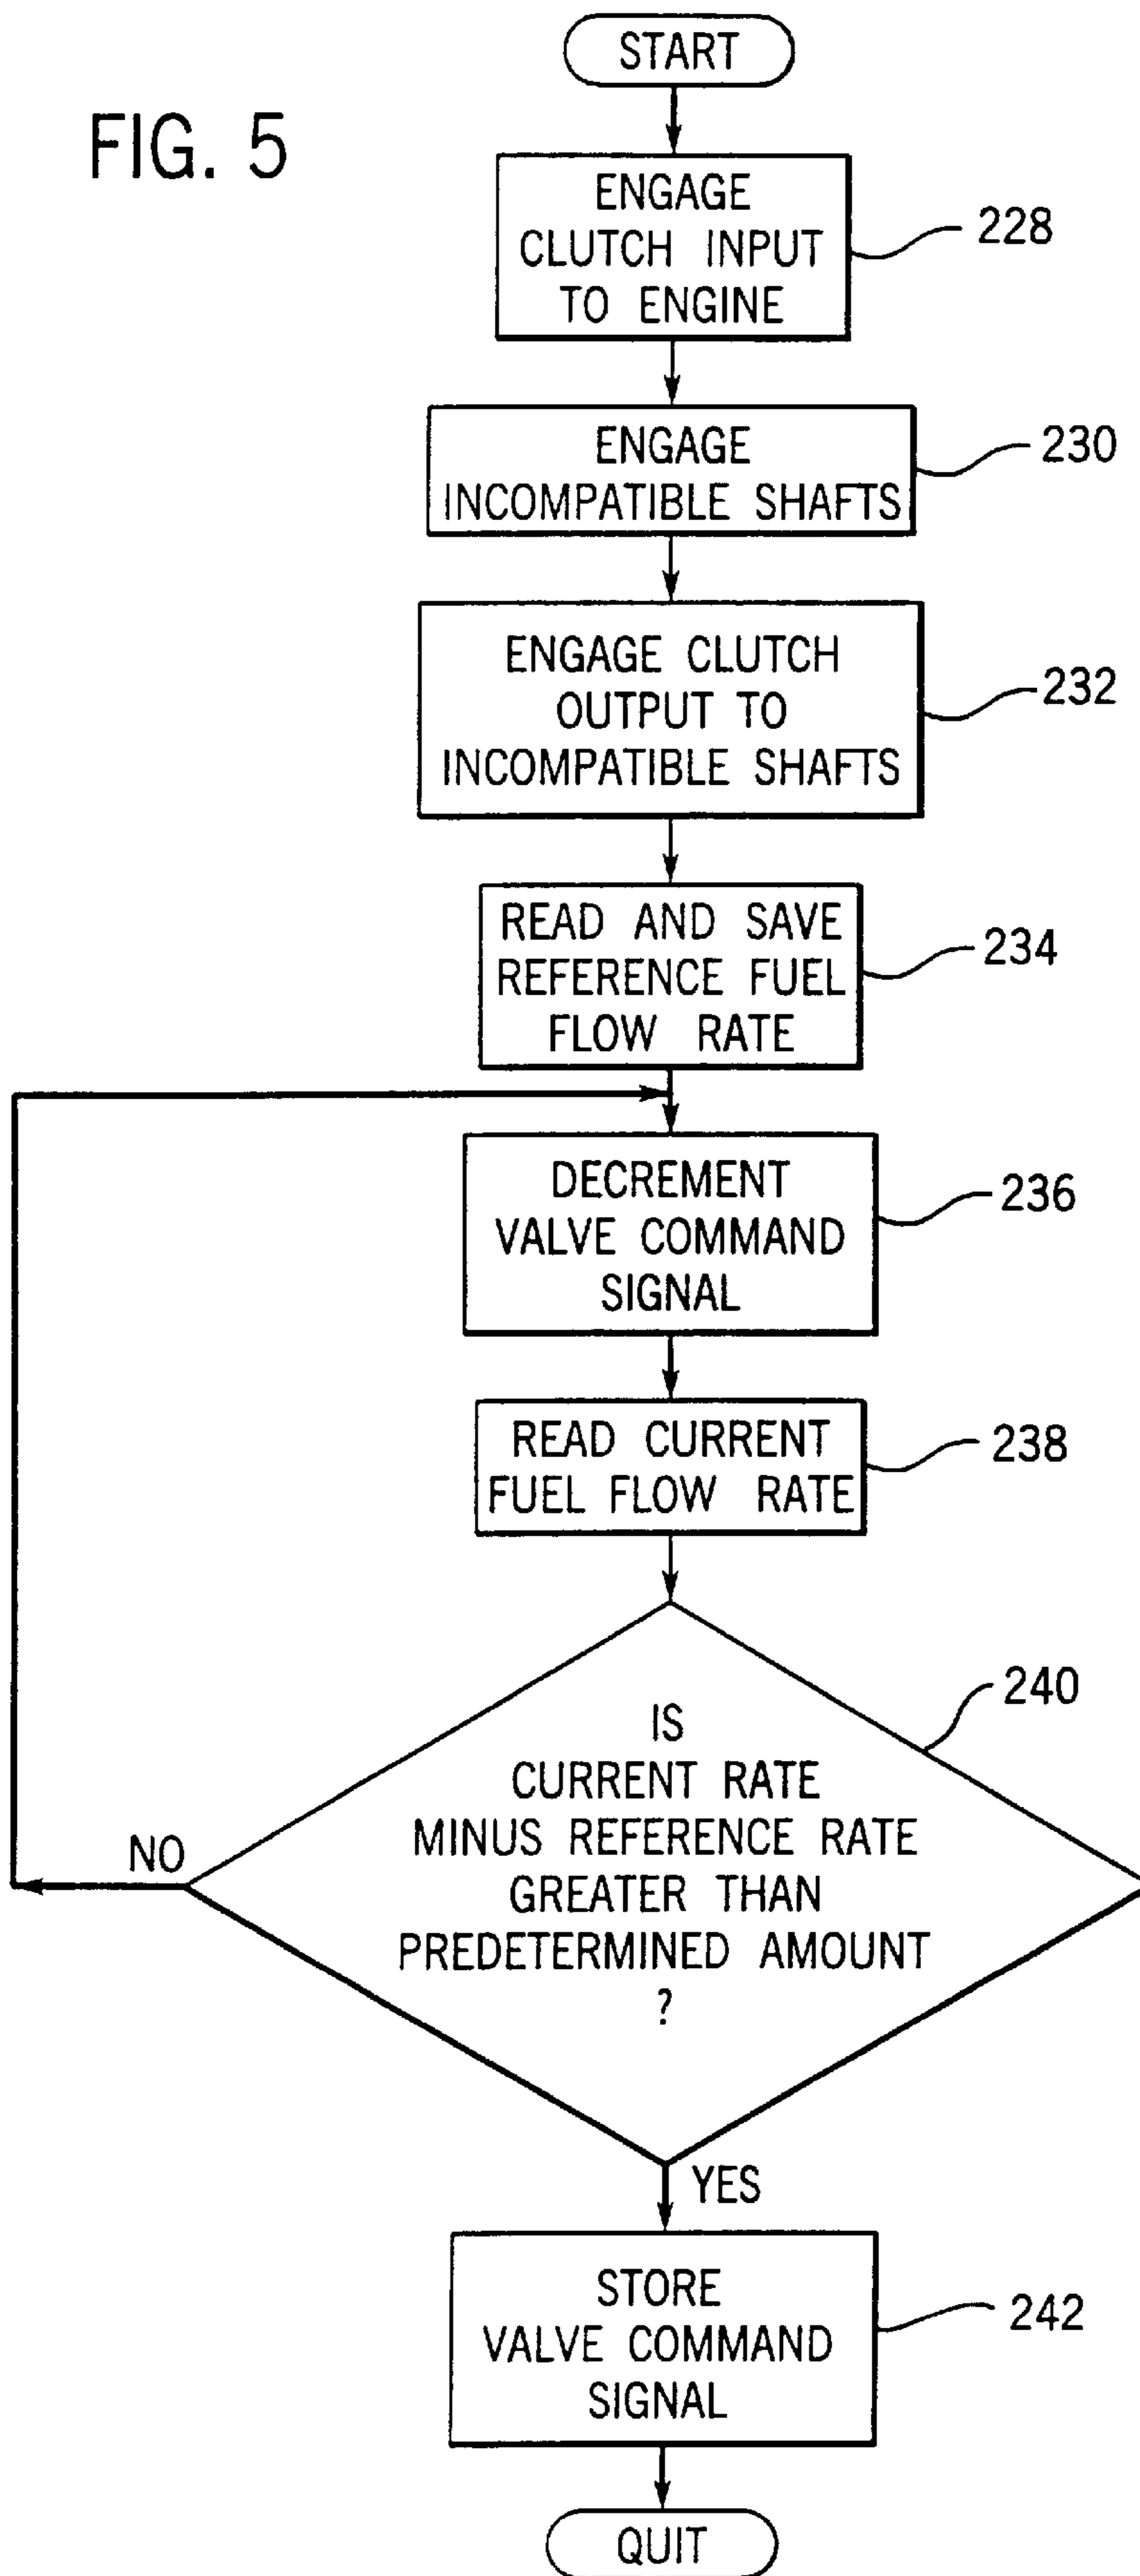 START
FIG. 5
ENGAGE
CLUTCH INPUT
TO ENGINE
228
ENGAGE
INCOMPATIBLE SHAFTS
230
ENGAGE CLUTCH
OUTPUT TO
INCOMPATIBLE SHAFTS
232
READ AND SAVE
REFERENCE FUEL
FLOW RATE
234
DECREMENT
VALVE COMMAND
SIGNAL
236
READ CURRENT
FUEL FLOW RATE
238
IS
CURRENT RATE
MINUS REFERENCE RATE
GREATER THAN
PREDETERMINED AMOUNT
?
240
NO
YES
STORE
VALVE COMMAND
SIGNAL
242
QUIT